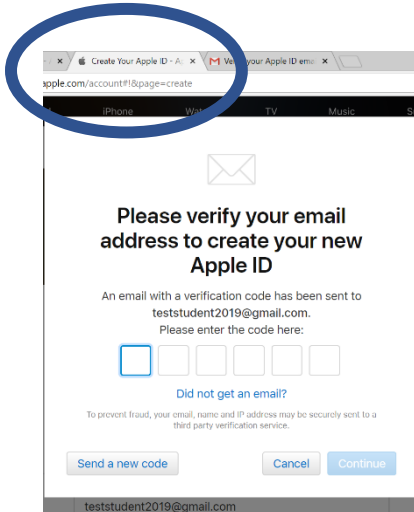 Create Your Apple ID - A
Verify your Apple ID ema
apple.com/account#!&page=create
iPhone Wat TV Music S
Please verify your email
address to create your new
Apple ID
An email with a verification code has been sent to
teststudent2019@gmail.com.
Please enter the code here:
Did not get an email?
To prevent fraud, your email, name and IP address may be securely sent to a
third party verification service.
Send a new code Cancel Continue
teststudent2019@gmail.com